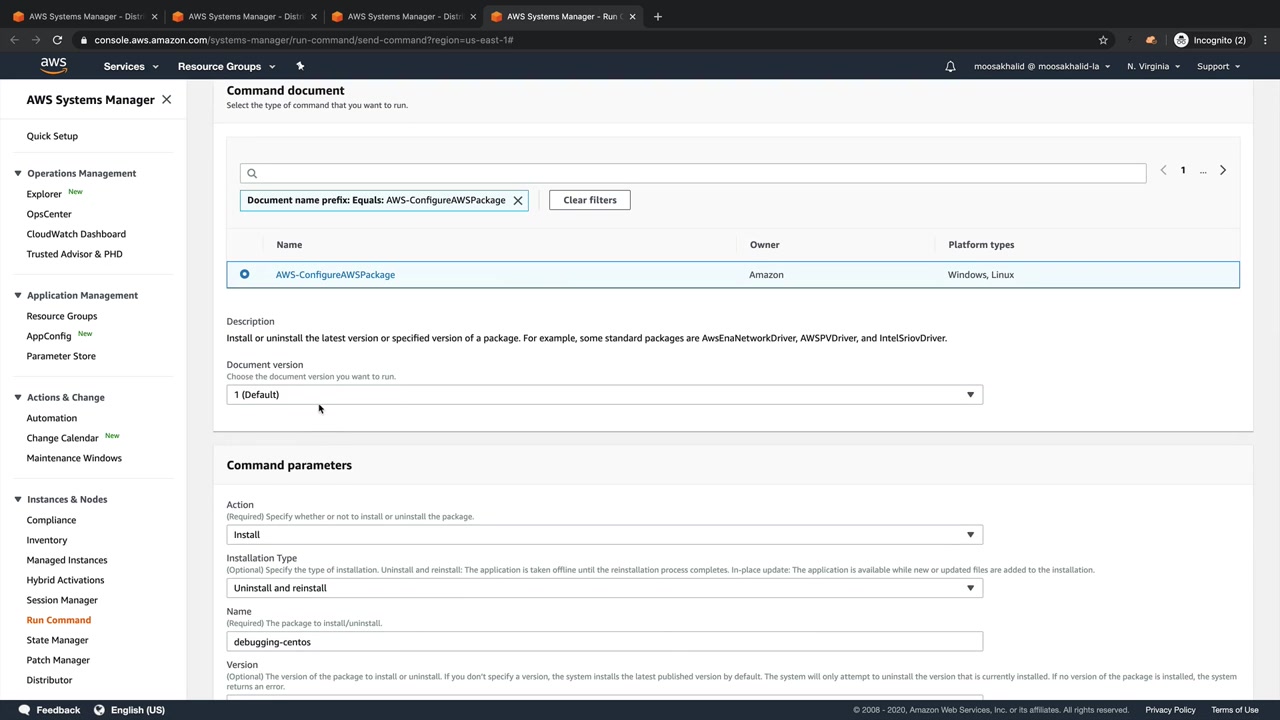 AWS Systems Manager - Distri
AWS Systems Manager - Distri
AWS Systems Manager - Distri
AWS Systems Manager - Run C
console.aws.amazon.com/systems-manager/run-command/send-command?region=us-east-1#
Incognito (2)
aws
Services
Resource Groups
moosakhalid @ moosakhalid-la
N. Virginia
Support
AWS Systems Manager
Quick Setup
Operations Management
Explorer New
OpsCenter
CloudWatch Dashboard
Trusted Advisor & PHD
Application Management
Resource Groups
AppConfig New
Parameter Store
Actions & Change
Automation
Change Calendar New
Maintenance Windows
Instances & Nodes
Compliance
Inventory
Managed Instances
Hybrid Activations
Session Manager
Run Command
State Manager
Patch Manager
Distributor
Command document
Select the type of command that you want to run.
1 ...
Document name prefix: Equals: AWS-ConfigureAWSPackage
Clear filters
Name Owner Platform types
AWS-ConfigureAWSPackage Amazon Windows, Linux
Description
Install or uninstall the latest version or specified version of a package. For example, some standard packages are AwsEnaNetworkDriver, AWSPVDriver, and IntelSriovDriver.
Document version
Choose the document version you want to run.
1 (Default)
Command parameters
Action
(Required) Specify whether or not to install or uninstall the package.
Install
Installation Type
(Optional) Specify the type of installation. Uninstall and reinstall: The application is taken offline until the reinstallation process completes. In-place update: The application is available while new or updated files are added to the installation.
Uninstall and reinstall
Name
(Required) The package to install/uninstall.
debugging-centos
Version
(Optional) The version of the package to install or uninstall. If you don't specify a version, the system installs the latest published version by default. The system will only attempt to uninstall the version that is currently installed. If no version of the package is installed, the system
returns an error.
Feedback
English (US)
© 2008 - 2020, Amazon Web Services, Inc. or its affiliates. All rights reserved.
Privacy Policy
Terms of Use